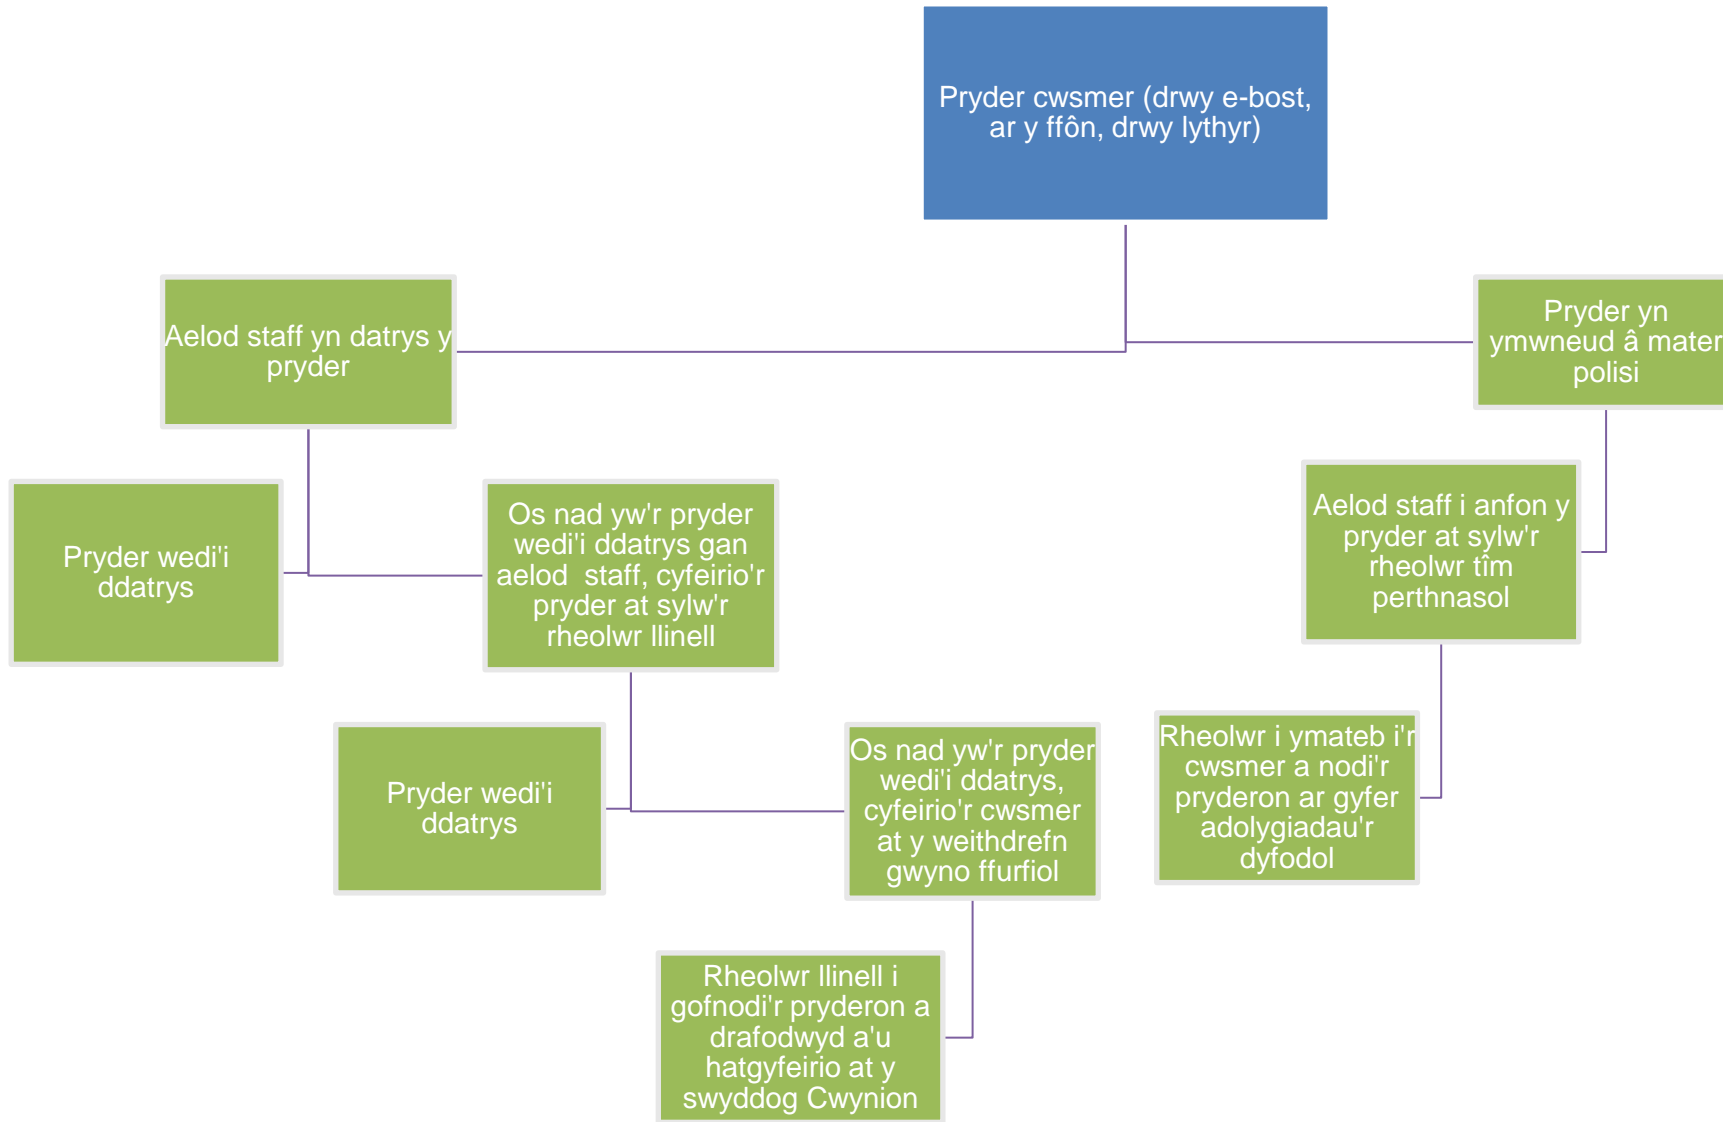 Pryder cwsmer (drwy e-bost,
ar y ffôn, drwy lythyr)
Aelod staff yn datrys y
pryder
Pryder yn
ymwneud â mater
polisi
Pryder wedi'i
ddatrys
Os nad yw'r pryder
wedi'i ddatrys gan
aelod  staff, cyfeirio'r
pryder at sylw'r
rheolwr llinell
Aelod staff i anfon y
pryder at sylw'r
rheolwr tîm
perthnasol
Pryder wedi'i
ddatrys
Os nad yw'r pryder
wedi'i ddatrys,
cyfeirio'r cwsmer
at y weithdrefn
gwyno ffurfiol
Rheolwr i ymateb i'r
cwsmer a nodi'r
pryderon ar gyfer
adolygiadau'r
dyfodol
Rheolwr llinell i
gofnodi'r pryderon a
drafodwyd a'u
hatgyfeirio at y
swyddog Cwynion